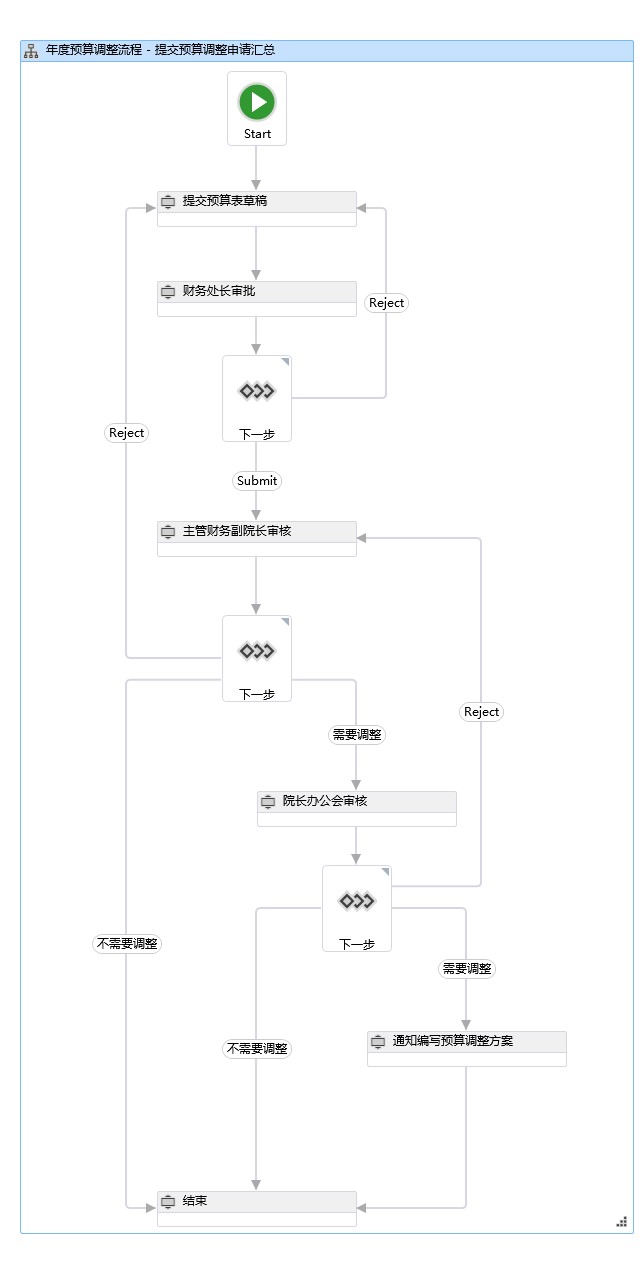 年度预算调整流程 - 提交预算调整申请汇总
Start
提交预算表草稿
财务处长审批
Reject
下一步
Reject
Submit
主管财务副院长审核
下一步
Reject
需要调整
院长办公会审核
下一步
不需要调整
需要调整
通知编写预算调整方案
不需要调整
结束